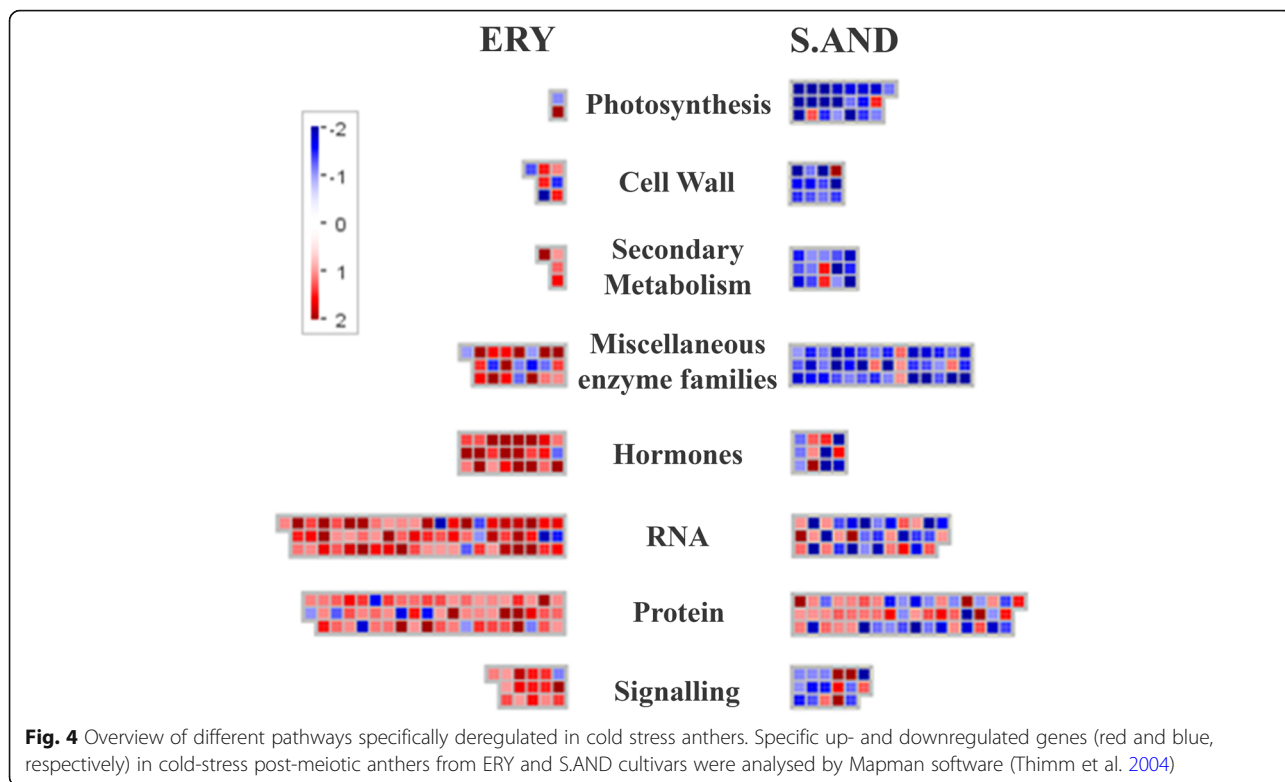 ERY
S.AND
-2
-1
0
1
2
Photosynthesis
Cell Wall
Secondary
Metabolism
Miscellaneous
enzyme families
Hormones
RNA
Protein
Signalling
Fig. 4 Overview of different pathways specifically deregulated in cold stress anthers. Specific up- and downregulated genes (red and blue,
respectively) in cold-stress post-meiotic anthers from ERY and S.AND cultivars were analysed by Mapman software (Thimm et al. 2004)